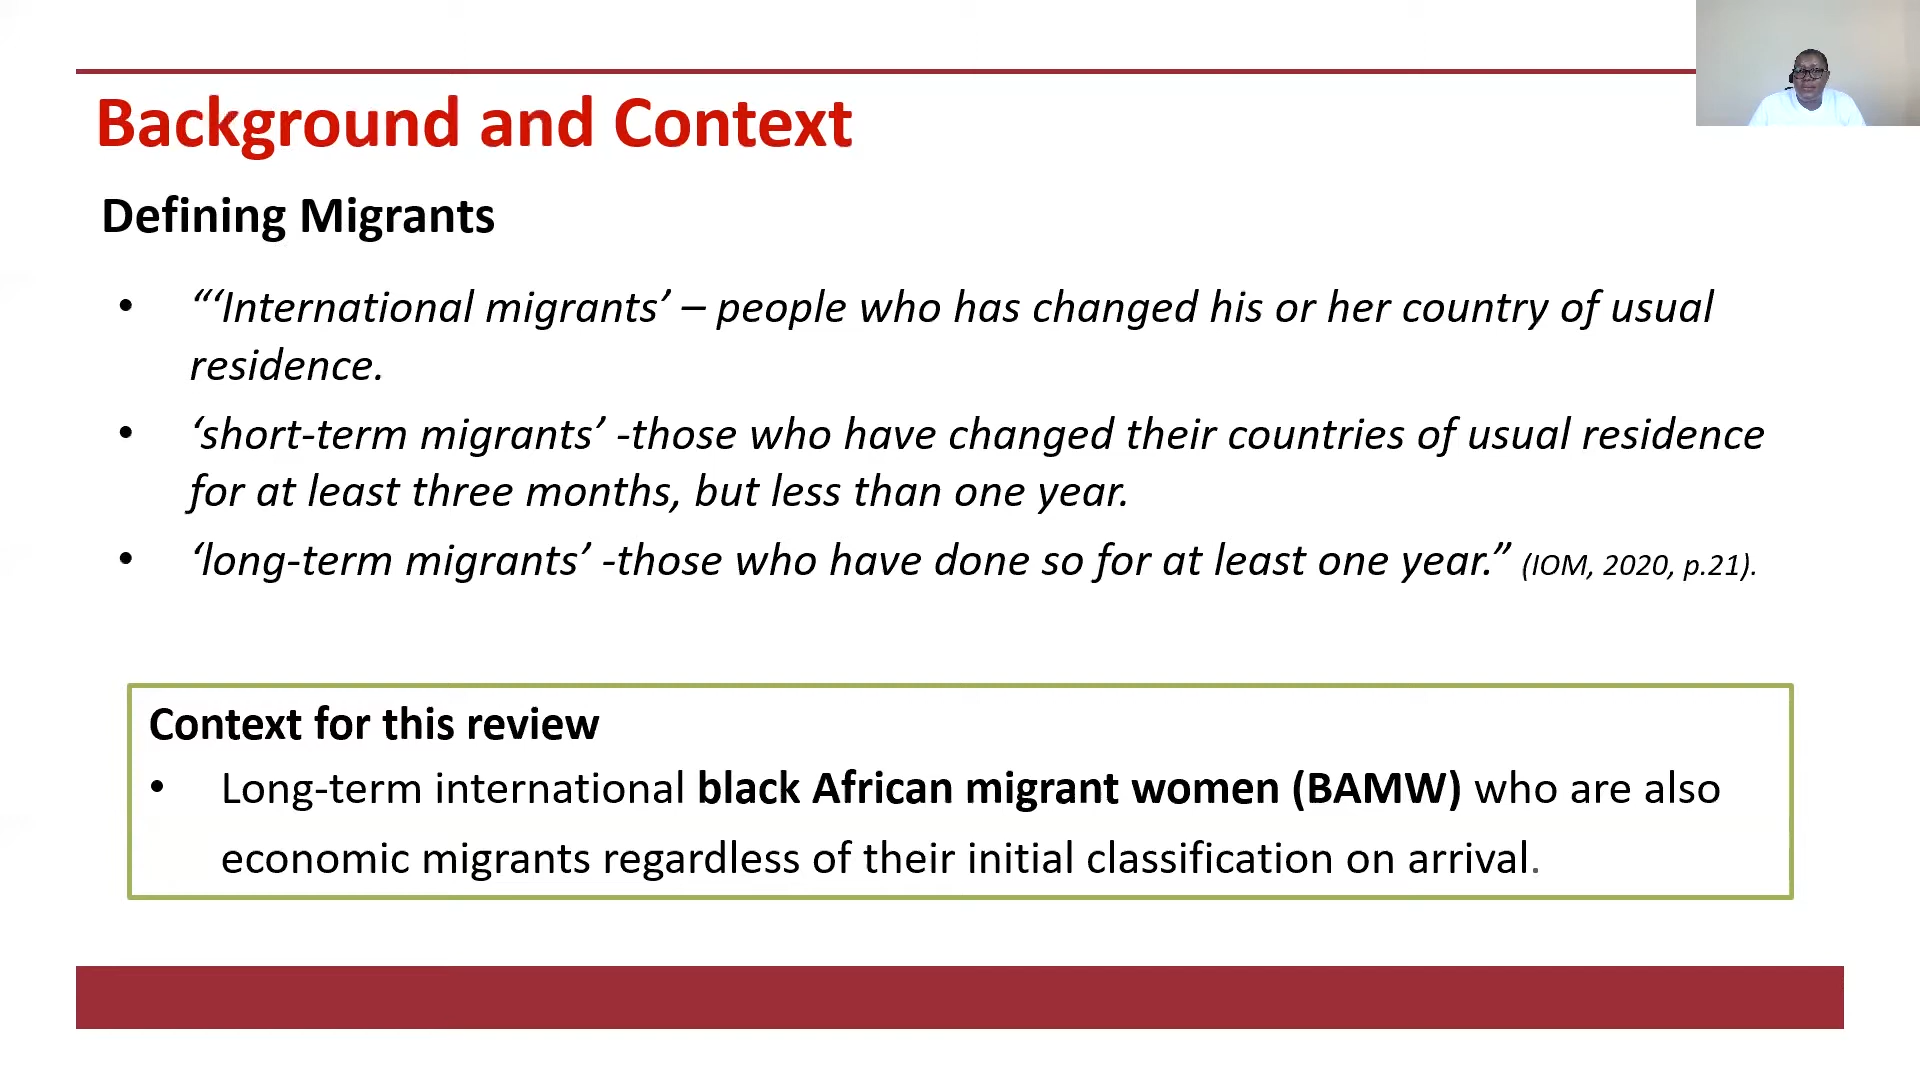 Background and Context
Defining Migrants
• “‘International migrants’ – people who has changed his or her country of usual
residence.
• ‘short-term migrants’ -those who have changed their countries of usual residence
for at least three months, but less than one year.
• ‘long-term migrants’ -those who have done so for at least one year.” (IOM, 2020, p.21).
Context for this review
• Long-term international black African migrant women (BAMW) who are also
economic migrants regardless of their initial classification on arrival.